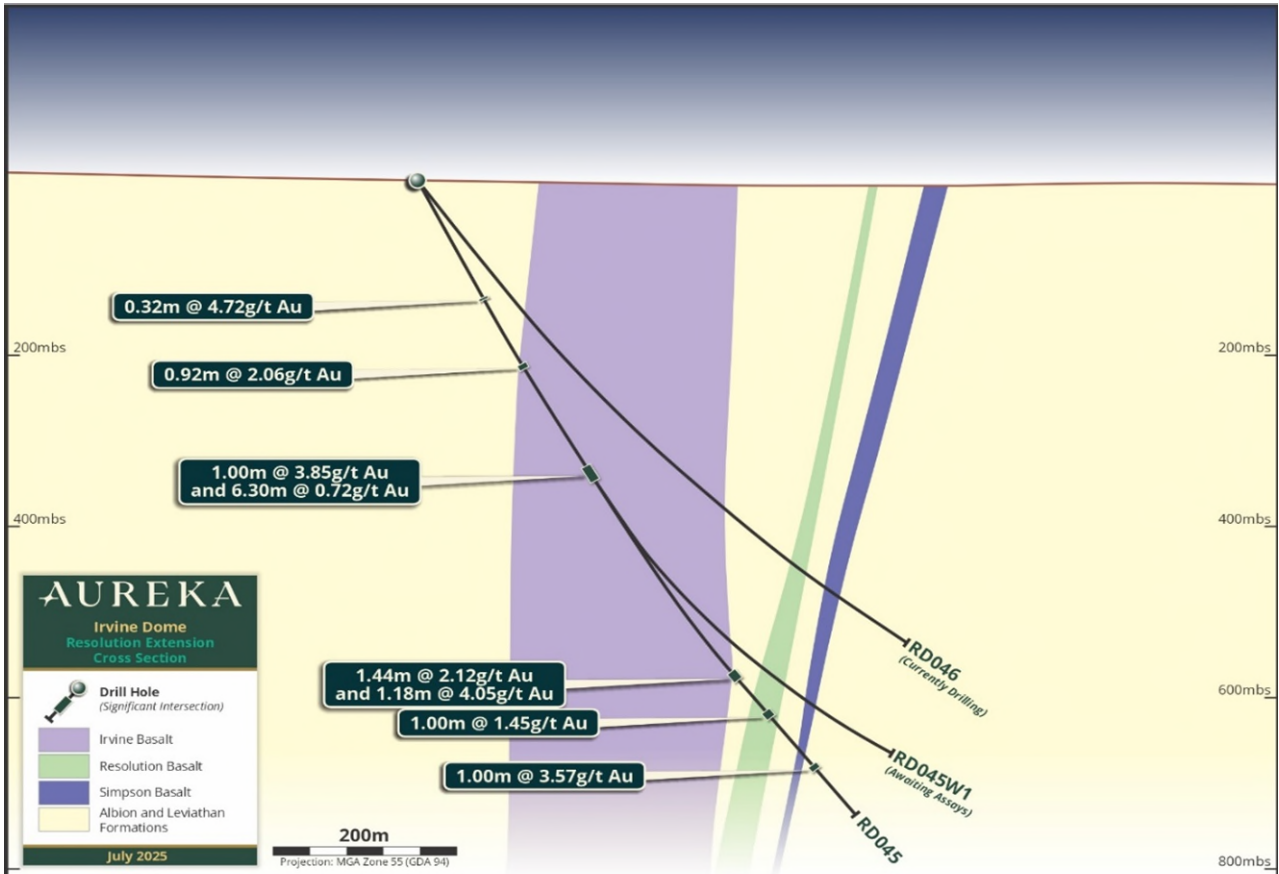 0.32m @ 4.72g/t Au
200mbs
200mbs
0.92m @ 2.06g/t Au
1.00m @ 3.85g/t Au
and 6.30m @ 0.72g/t Au
400mbs
400mbs
AUREKA
Irvine Dome
Resolution Extension
Cross Section
Drill Hole
(Significant Intersection)
Irvine Basalt
Resolution Basalt
Simpson Basalt
Albion and Leviathan
Formations
July 2025
1.44m @ 2.12g/t Au
and 1.18m @ 4.05g/t Au
1.00m @ 1.45g/t Au
1.00m @ 3.57g/t Au
RD046
(Currently Drilling)
600mbs
RD045W1
(Awaiting Assays)
RD045
200m
Projection: MGA Zone 55 (GDA 94)
800mbs